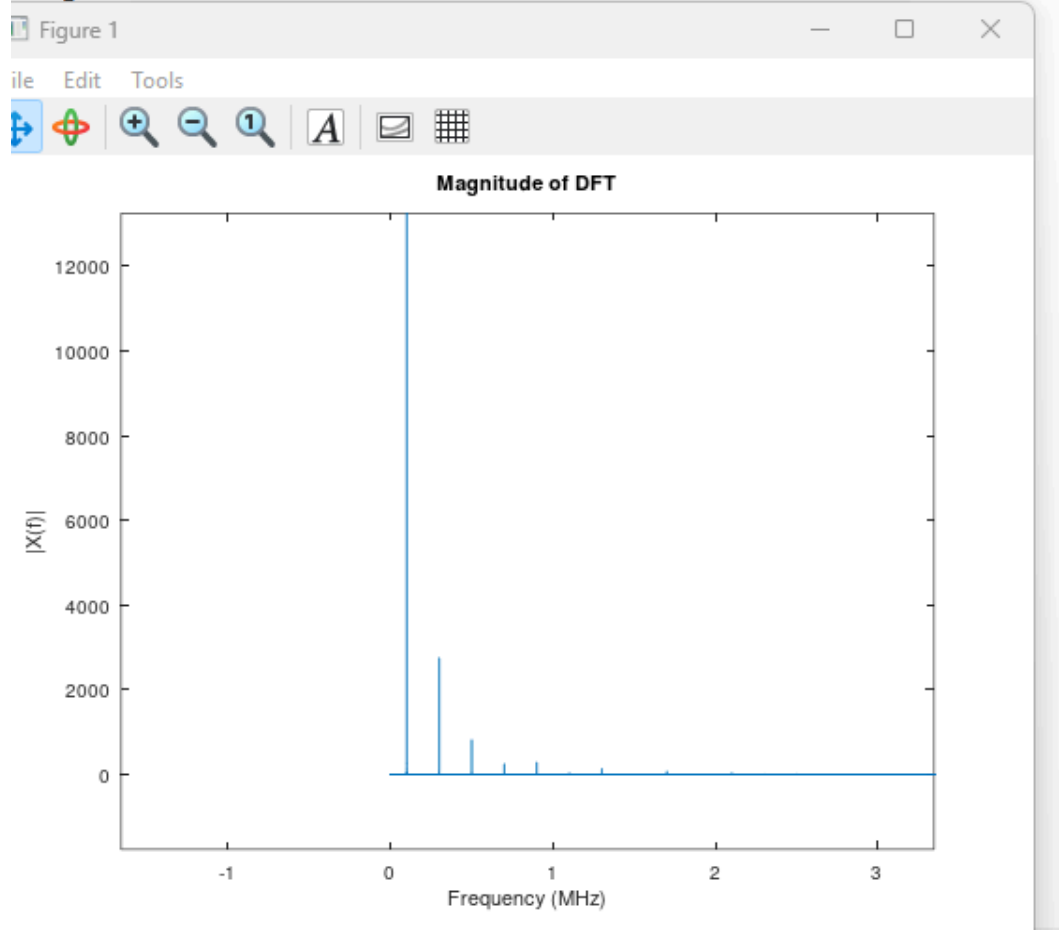 Figure 1
ile Edit Tools
1 A
Magnitude of DFT
12000
10000
8000
6000
4000
2000
0
|X(f)|
-1 0 1 2 3
Frequency (MHz)